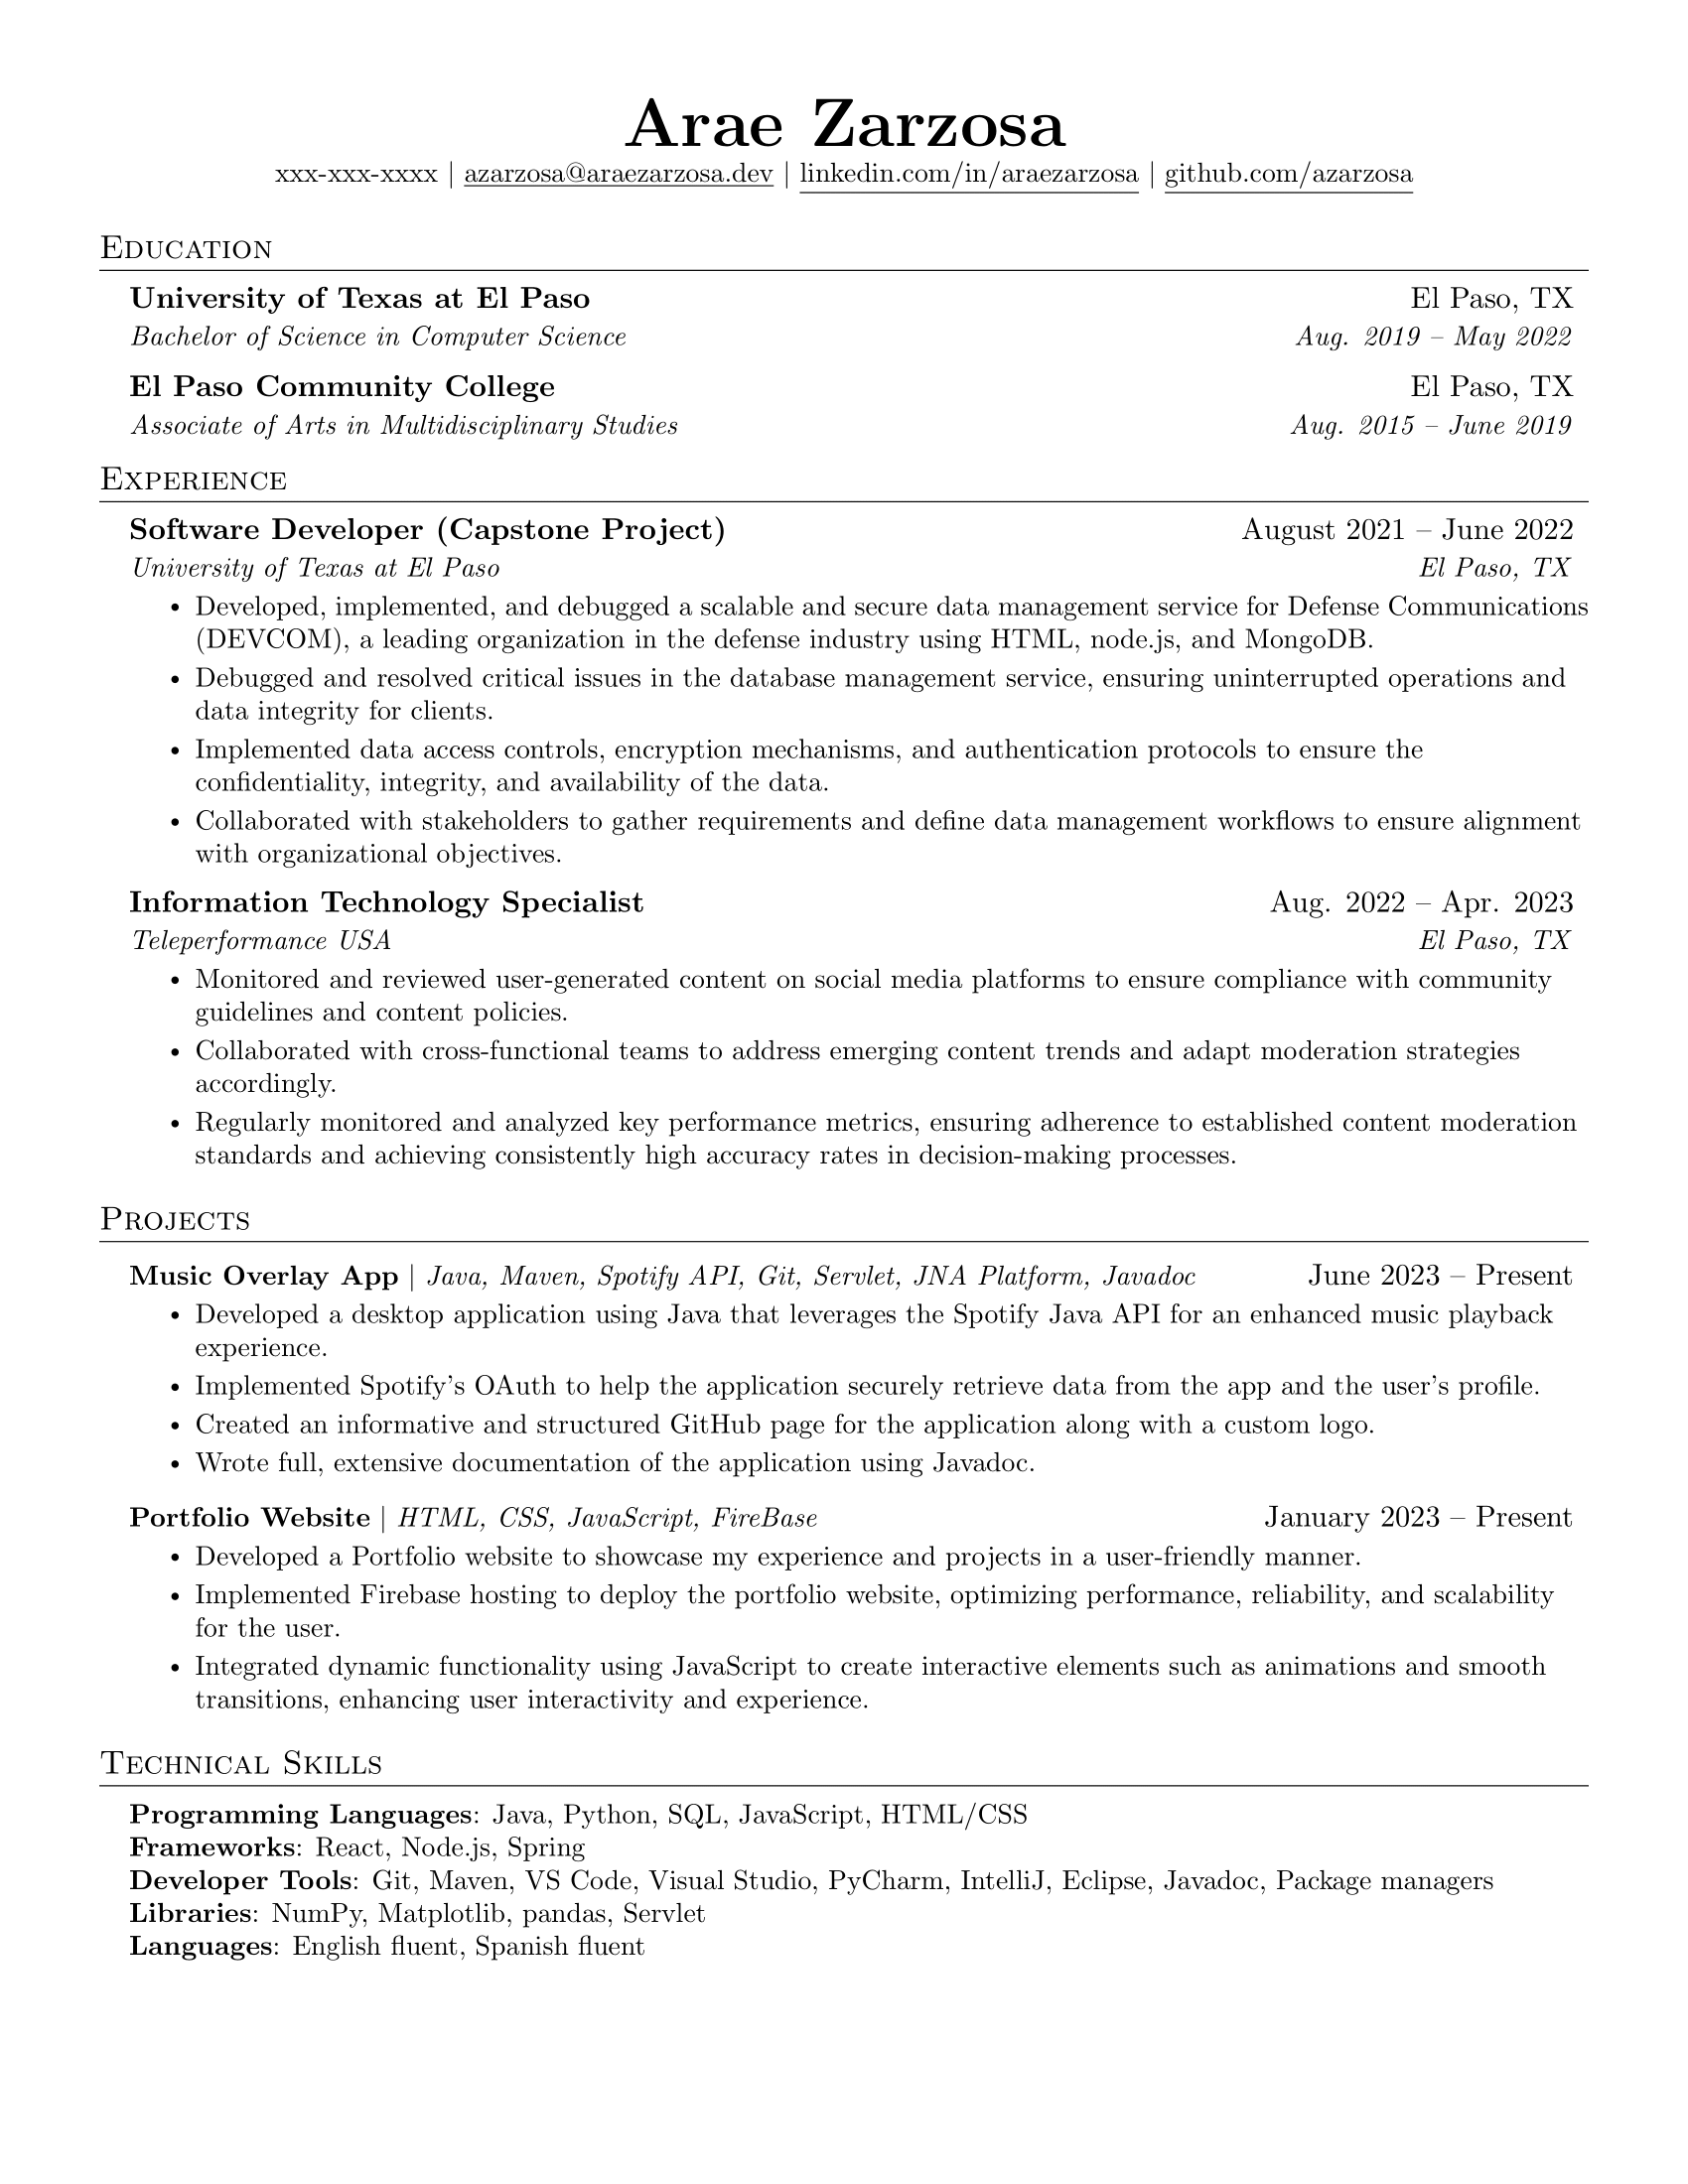 Arae Zarzosa
xxx-xxx-xxxx | azarzosa@araezarzosa.dev | linkedin.com/in/araezarzosa | github.com/azarzosa
Education
University of Texas at El Paso El Paso, TX
Bachelor of Science in Computer Science Aug. 2019 – May 2022
El Paso Community College El Paso, TX
Associate of Arts in Multidisciplinary Studies Aug. 2015 – June 2019
Experience
Software Developer (Capstone Project) August 2021 – June 2022
University of Texas at El Paso El Paso, TX
• Developed, implemented, and debugged a scalable and secure data management service for Defense Communications
(DEVCOM), a leading organization in the defense industry using HTML, node.js, and MongoDB.
• Debugged and resolved critical issues in the database management service, ensuring uninterrupted operations and
data integrity for clients.
• Implemented data access controls, encryption mechanisms, and authentication protocols to ensure the
confidentiality, integrity, and availability of the data.
• Collaborated with stakeholders to gather requirements and define data management workflows to ensure alignment
with organizational objectives.
Information Technology Specialist Aug. 2022 – Apr. 2023
Teleperformance USA El Paso, TX
• Monitored and reviewed user-generated content on social media platforms to ensure compliance with community
guidelines and content policies.
• Collaborated with cross-functional teams to address emerging content trends and adapt moderation strategies
accordingly.
• Regularly monitored and analyzed key performance metrics, ensuring adherence to established content moderation
standards and achieving consistently high accuracy rates in decision-making processes.
Projects
Music Overlay App | Java, Maven, Spotify API, Git, Servlet, JNA Platform, Javadoc June 2023 – Present
• Developed a desktop application using Java that leverages the Spotify Java API for an enhanced music playback
experience.
• Implemented Spotify's OAuth to help the application securely retrieve data from the app and the user's profile.
• Created an informative and structured GitHub page for the application along with a custom logo.
• Wrote full, extensive documentation of the application using Javadoc.
Portfolio Website | HTML, CSS, JavaScript, FireBase January 2023 – Present
• Developed a Portfolio website to showcase my experience and projects in a user-friendly manner.
• Implemented Firebase hosting to deploy the portfolio website, optimizing performance, reliability, and scalability
for the user.
• Integrated dynamic functionality using JavaScript to create interactive elements such as animations and smooth
transitions, enhancing user interactivity and experience.
Technical Skills
Programming Languages: Java, Python, SQL, JavaScript, HTML/CSS
Frameworks: React, Node.js, Spring
Developer Tools: Git, Maven, VS Code, Visual Studio, PyCharm, IntelliJ, Eclipse, Javadoc, Package managers
Libraries: NumPy, Matplotlib, pandas, Servlet
Languages: English fluent, Spanish fluent